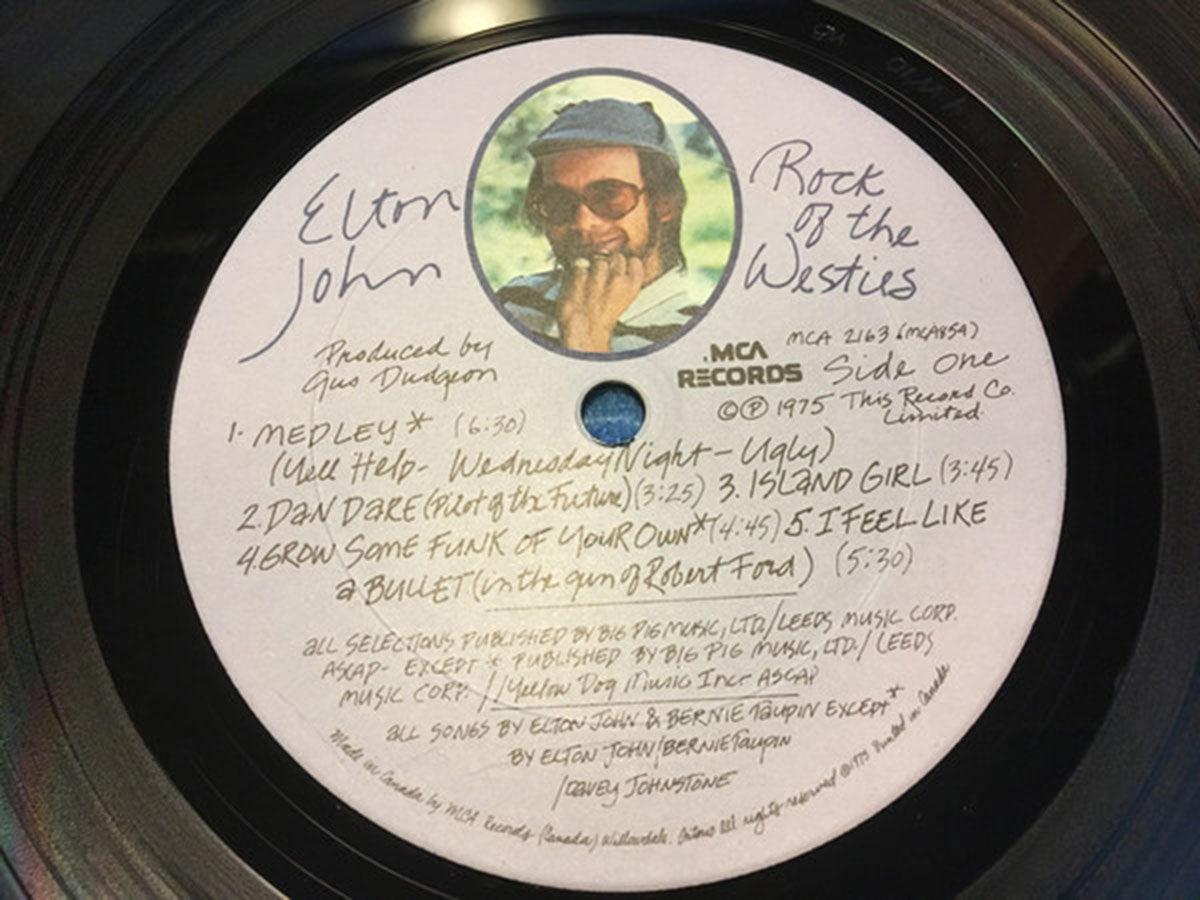 Elton
John
Rock
of the
Westies
Produced by
Gus Dudgeon
.MCA
RECORDS
MCA 2163 (MCA854)
Side One
©℗ 1975 This Record Co.
Limited.
1. MEDLEY* (6:30)
(Yell Help - Wednesday Night - Ugly)
2. DAN DARE (Pilot of the Future) (3:25) 3. ISLAND GIRL (3:45)
4. GROW SOME FUNK OF YOUR OWN* (4:45) 5. I FEEL LIKE
a BULLET (in the gun of Robert Ford) (5:30)
ALL SELECTIONS PUBLISHED BY BIG PIG MUSIC, LTD./LEEDS MUSIC CORP.
ASCAP - EXCEPT * PUBLISHED BY BIG PIG MUSIC, LTD./LEEDS
MUSIC CORP. //Yellow Dog Music Inc - ASCAP
ALL SONGS BY ELTON JOHN & BERNIE TAUPIN EXCEPT *
BY ELTON JOHN/BERNIE TAUPIN
/DAVEY JOHNSTONE
Made in Canada by MCA Records (Canada) Willowdale. Ontario All rights reserved ©1975 Printed in Canada